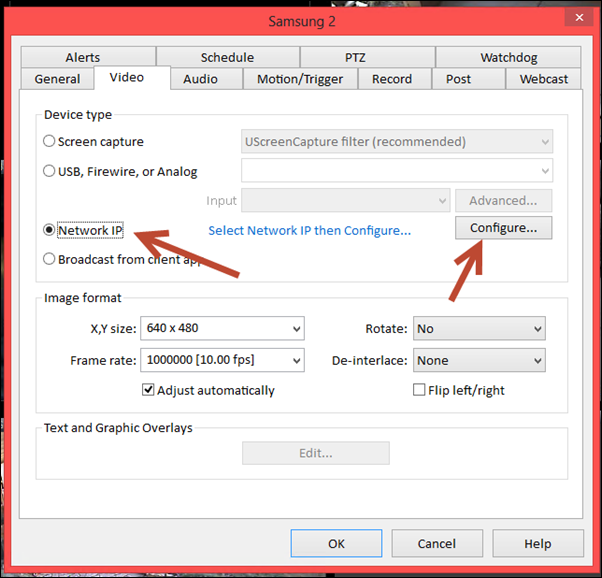 Samsung 2
Alerts Schedule PTZ Watchdog
General Video Audio Motion/Trigger Record Post Webcast
Device type
Screen capture UScreenCapture filter (recommended)
USB, Firewire, or Analog
Input Advanced...
Network IP Select Network IP then Configure... Configure...
Broadcast from client app
Image format
X,Y size: 640 x 480 Rotate: No
Frame rate: 1000000 [10.00 fps] De-interlace: None
Adjust automatically Flip left/right
Text and Graphic Overlays
Edit...
OK Cancel Help